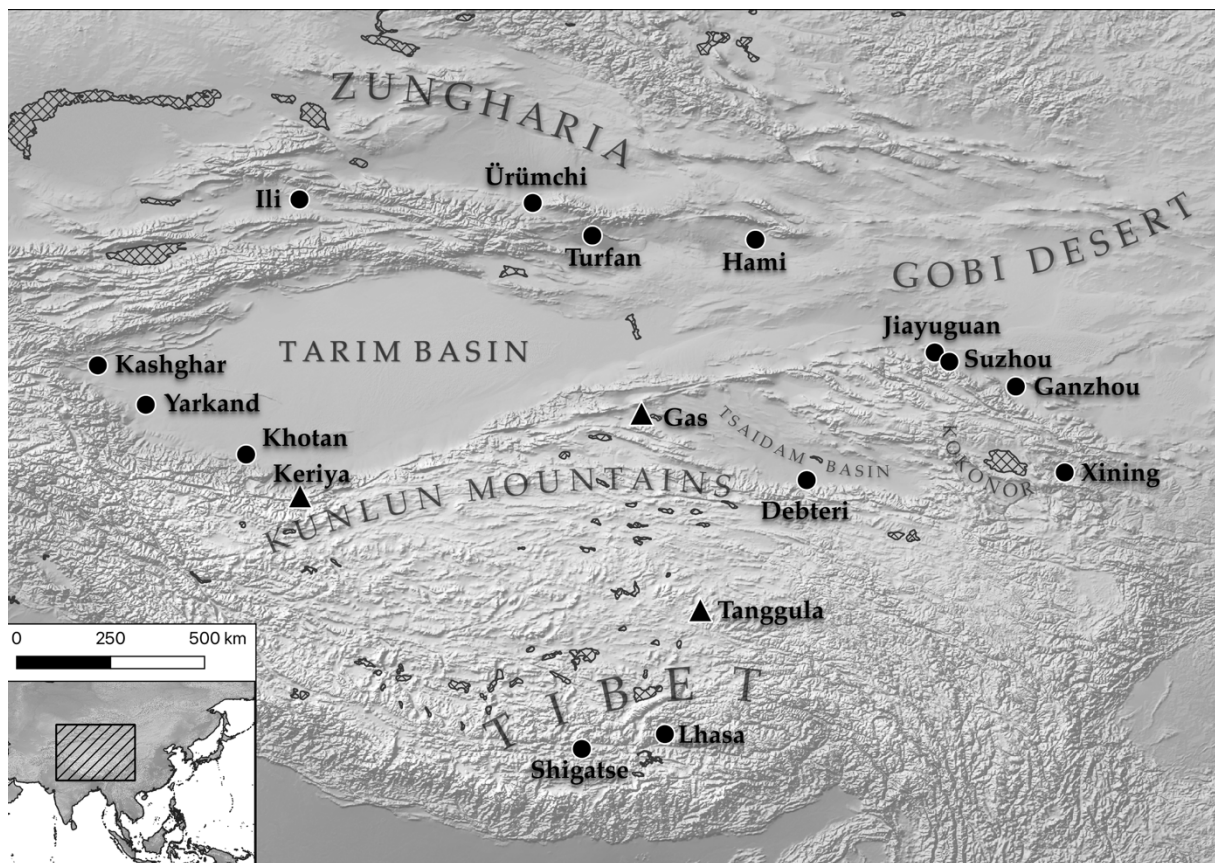 ZUNGHARIA
Ürümchi
Ili
Turfan
Hami
GOBI DESERT
Jiayuguan
Suzhou
Ganzhou
TARIM BASIN
Kashghar
Yarkand
Gas
TSAIDAM BASIN
KOKONOR
Khotan
Keriya
Xining
KUNLUN MOUNTAINS
Debteri
Tanggula
0 250 500 km
TIBET
Lhasa
Shigatse